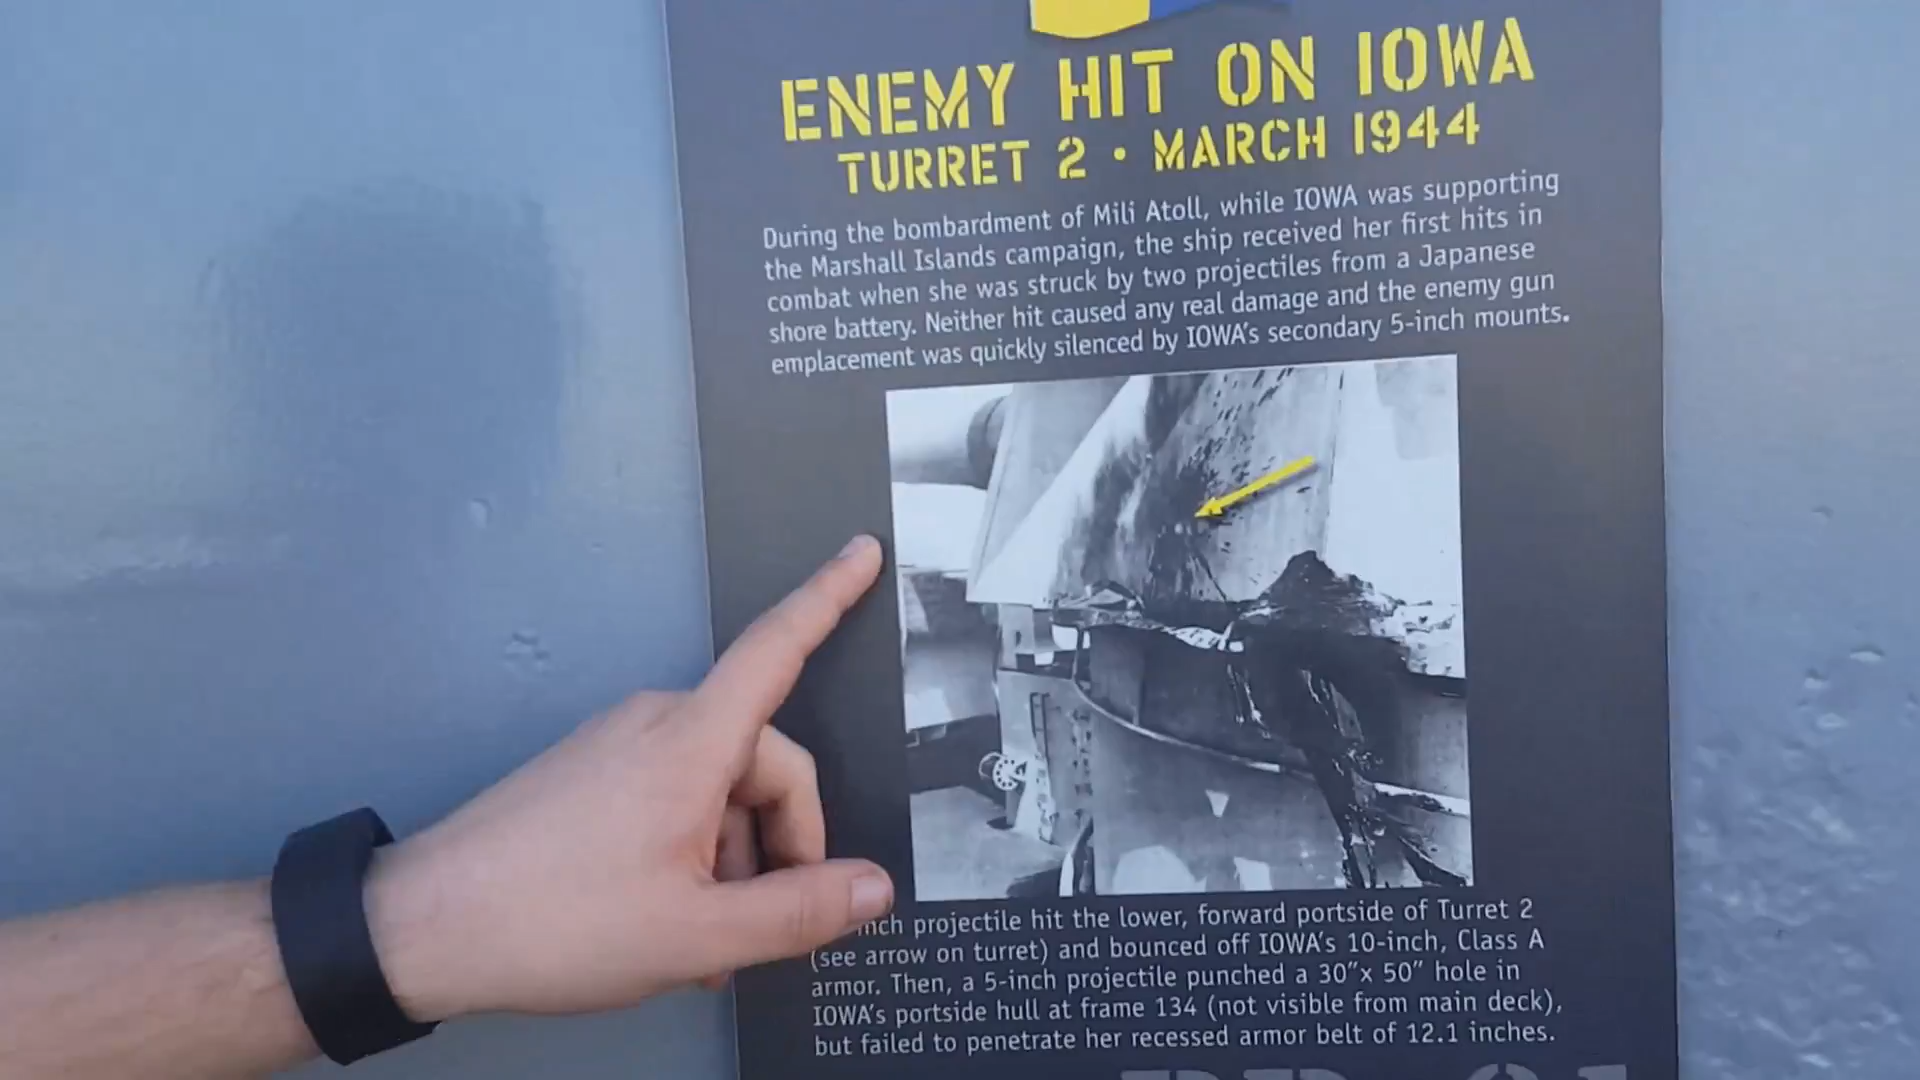 ENEMY HIT ON IOWA
TURRET 2 • MARCH 1944
During the bombardment of Mili Atoll, while IOWA was supporting
the Marshall Islands campaign, the ship received her first hits in
combat when she was struck by two projectiles from a Japanese
shore battery. Neither hit caused any real damage and the enemy gun
emplacement was quickly silenced by IOWA's secondary 5-inch mounts.
inch projectile hit the lower, forward portside of Turret 2
(see arrow on turret) and bounced off IOWA's 10-inch, Class A
armor. Then, a 5-inch projectile punched a 30”x 50” hole in
IOWA's portside hull at frame 134 (not visible from main deck),
but failed to penetrate her recessed armor belt of 12.1 inches.